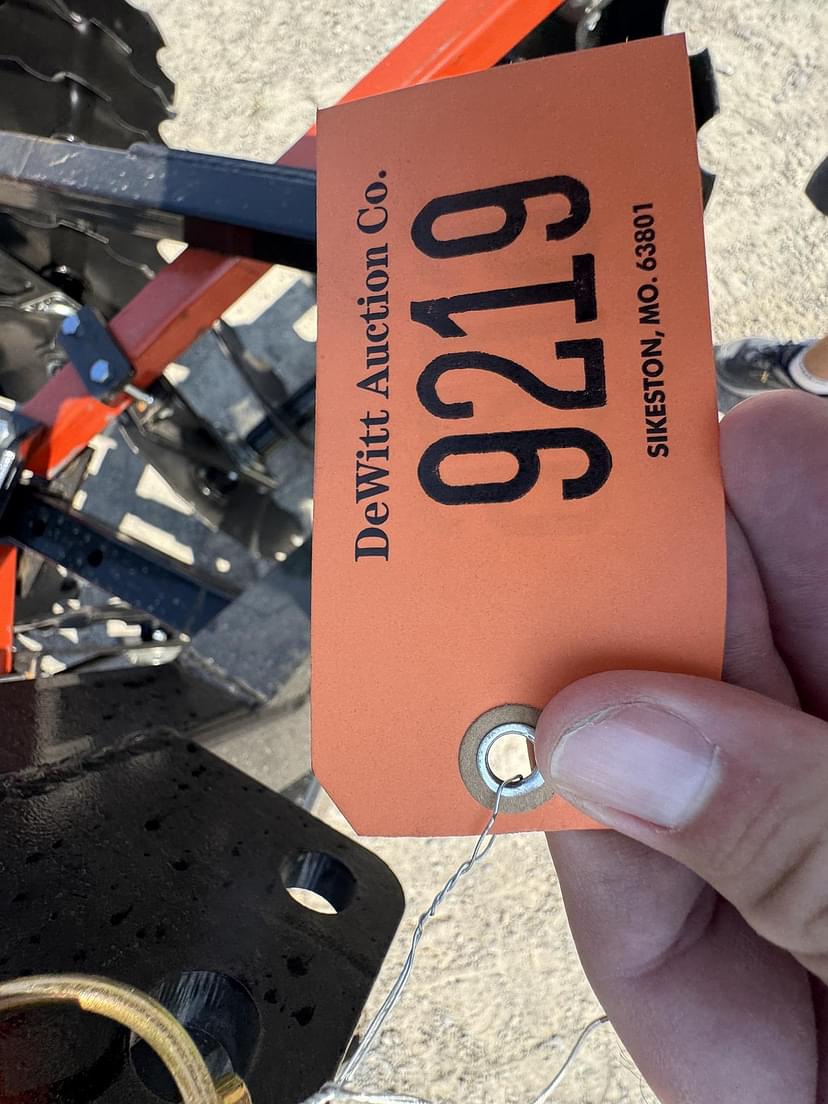 DeWitt Auction Co.
9219
SIKESTON, MO. 63801